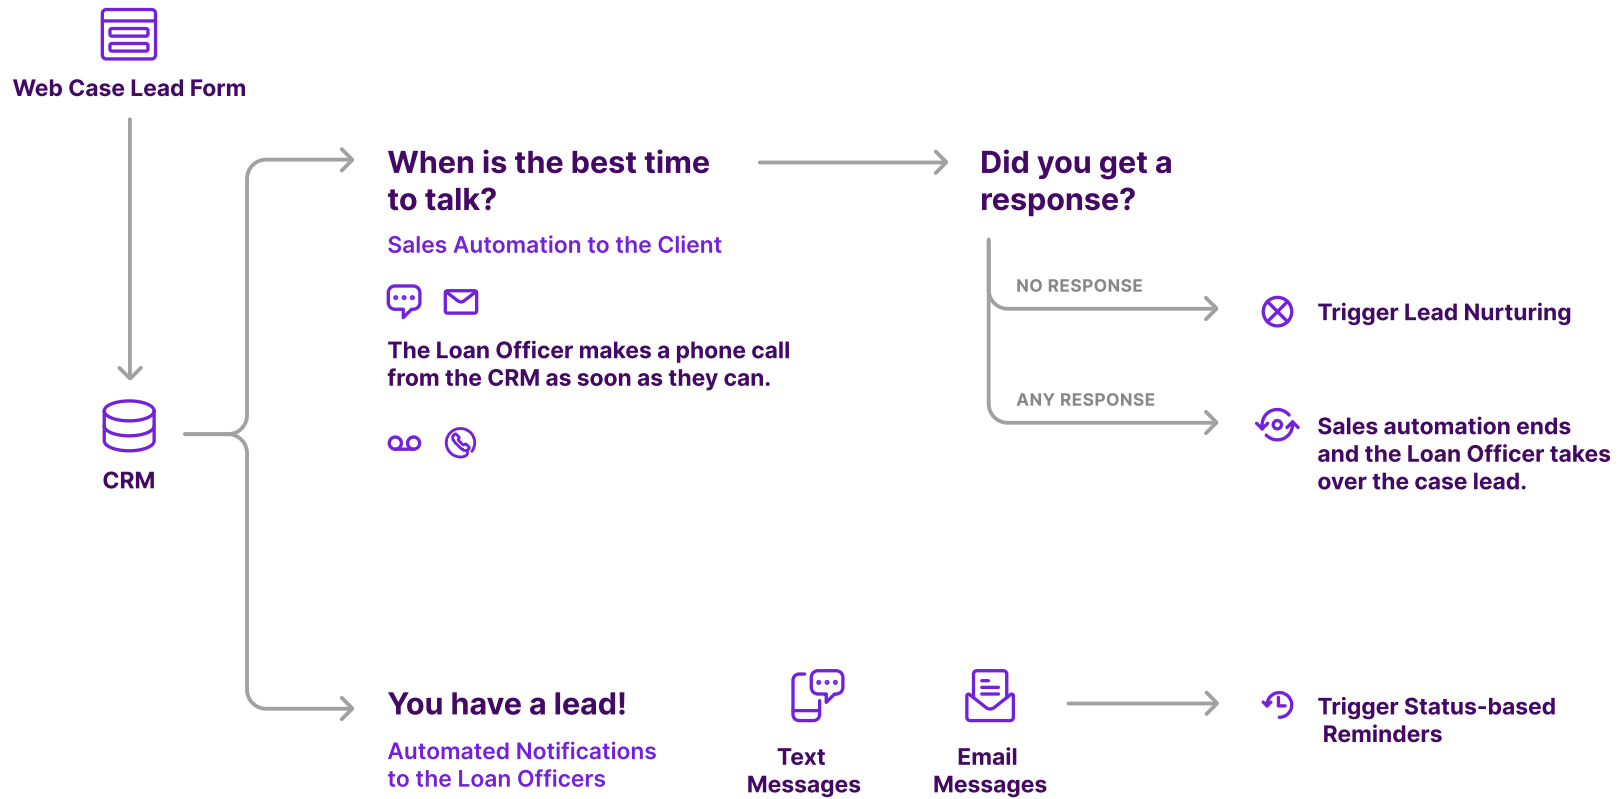 Web Case Lead Form
CRM
When is the best time
to talk?
Sales Automation to the Client
The Loan Officer makes a phone call
from the CRM as soon as they can.
Did you get a
response?
NO RESPONSE
Trigger Lead Nurturing
ANY RESPONSE
Sales automation ends
and the Loan Officer takes
over the case lead.
You have a lead!
Automated Notifications
to the Loan Officers
Text
Messages
Email
Messages
Trigger Status-based
Reminders